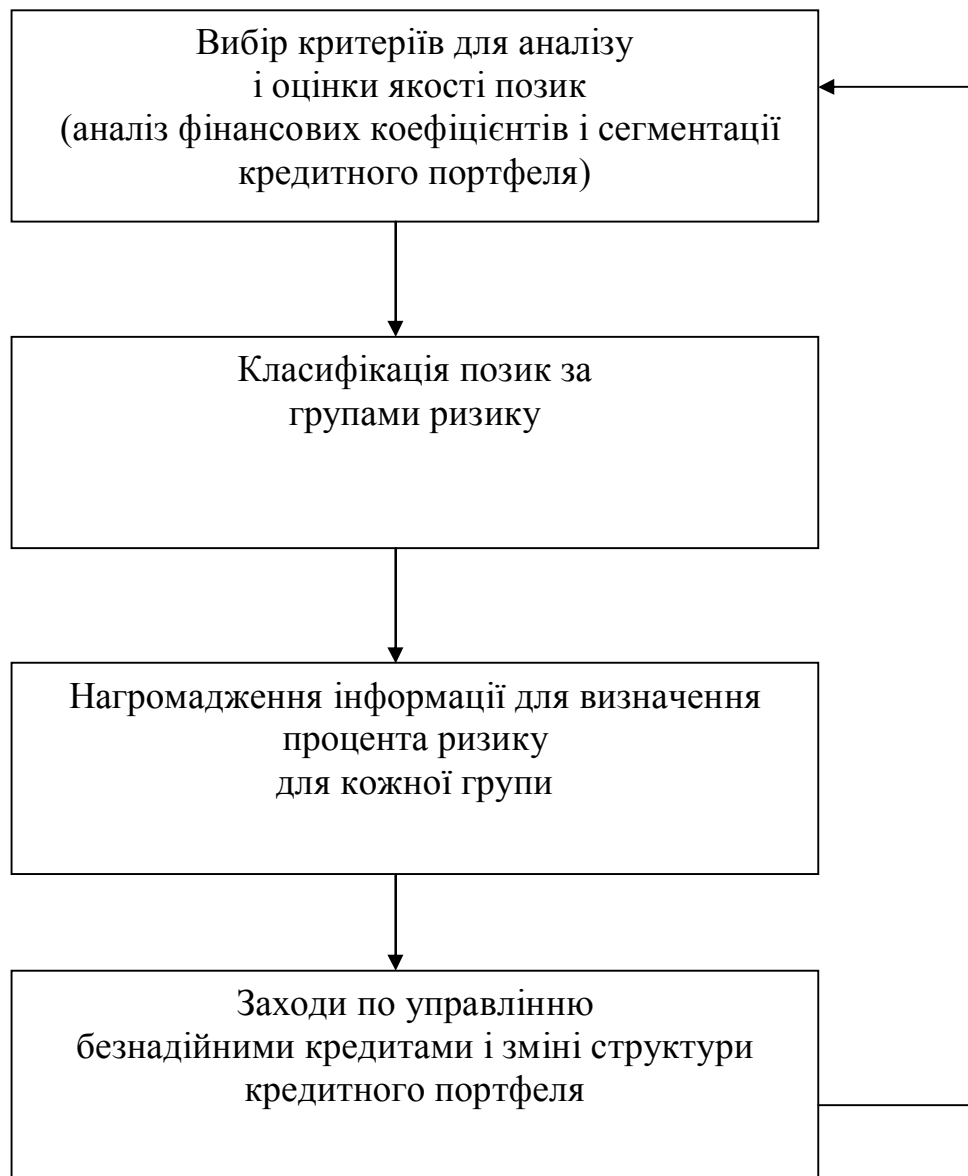 Вибір критеріїв для аналізу
і оцінки якості позик
(аналіз фінансових коефіцієнтів і сегментації
кредитного портфеля)
Класифікація позик за
групами ризику
Нагромадження інформації для визначення
процента ризику
для кожної групи
Заходи по управлінню
безнадійними кредитами і зміні структури
кредитного портфеля